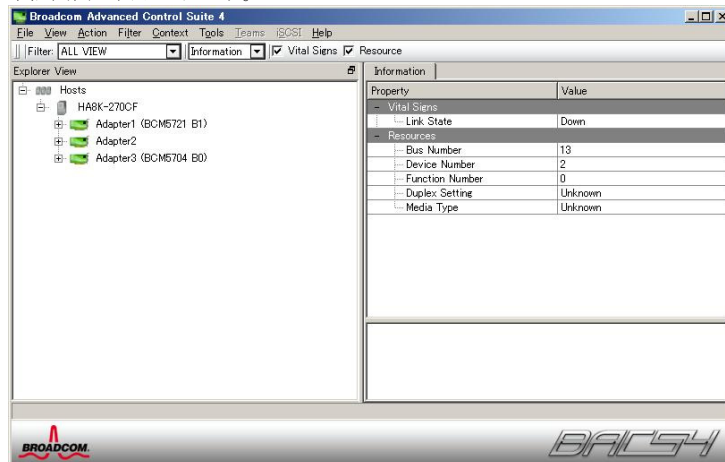 Broadcom Advanced Control Suite 4
File View Action Filter Context Tools Teams iSCSI Help
Filter: ALL VIEW Information Vital Signs Resource
Explorer View
Hosts
HA8K-270CF
Adapter1 (BCM5721 B1)
Adapter2
Adapter3 (BCM5704 B0)
Information
Property Value
Vital Signs
Link State Down
Resources
Bus Number 13
Device Number 2
Function Number 0
Duplex Setting Unknown
Media Type Unknown
BROADCOM. BACS4